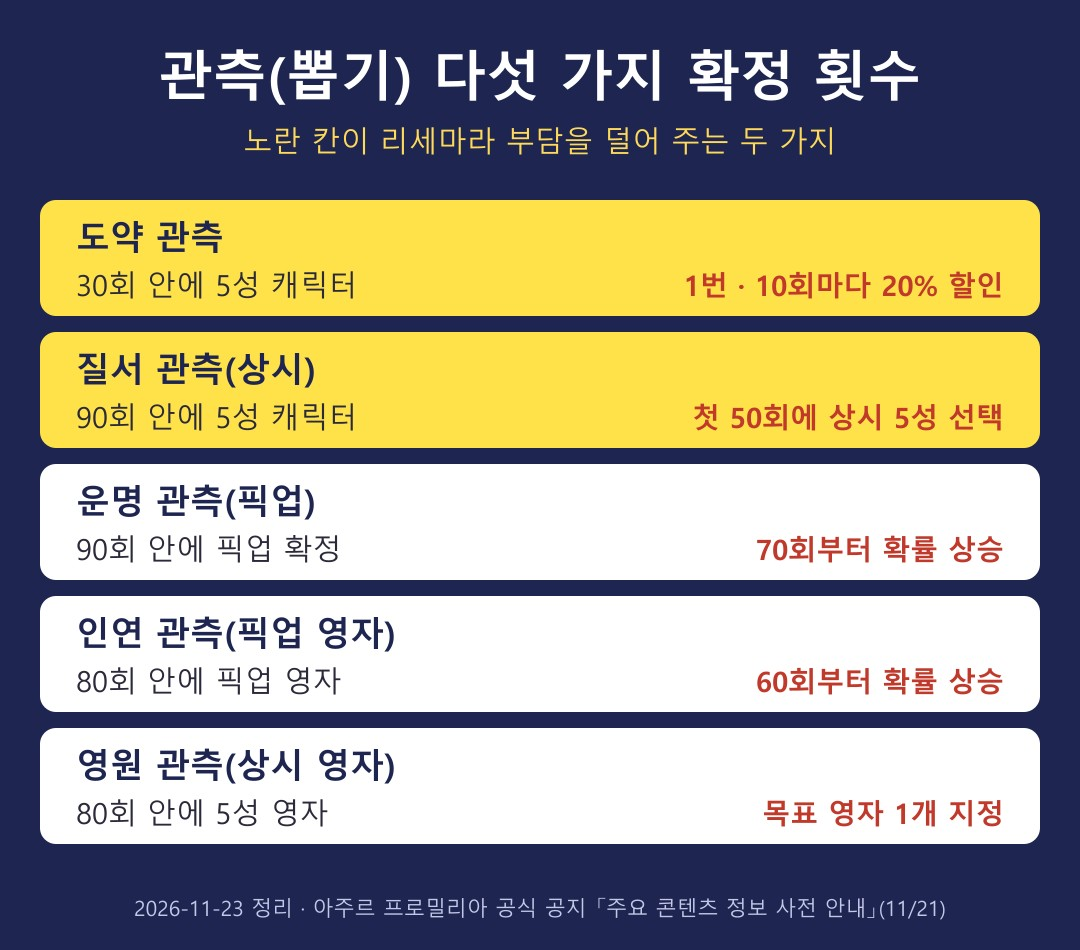 관측(뽑기) 다섯 가지 확정 횟수
노란 칸이 리세마라 부담을 덜어 주는 두 가지
도약 관측
30회 안에 5성 캐릭터
1번 · 10회마다 20% 할인
질서 관측(상시)
90회 안에 5성 캐릭터
첫 50회에 상시 5성 선택
운명 관측(픽업)
90회 안에 픽업 확정
70회부터 확률 상승
인연 관측(픽업 영자)
80회 안에 픽업 영자
60회부터 확률 상승
영원 관측(상시 영자)
80회 안에 5성 영자
목표 영자 1개 지정
2026-11-23 정리 · 아주르 프로밀리아 공식 공지 「주요 콘텐츠 정보 사전 안내」(11/21)